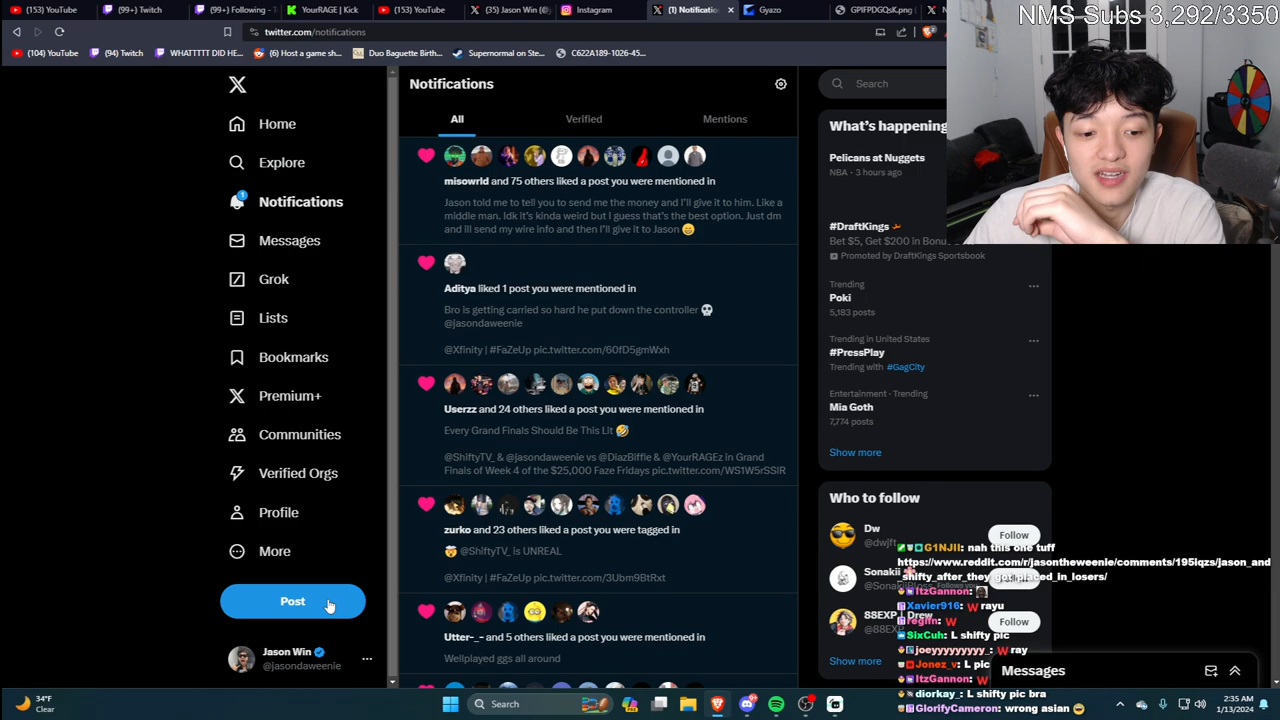 (153) YouTube
(99+) Twitch
(99+) Following -
YourRAGE | Kick
(153) YouTube
(35) Jason Win (@
Instagram
(1) Notificatio
Gyazo
NMS Subs 3,292/3350
twitter.com/notifications
(104) YouTube
(94) Twitch
WHATTTT DID HE...
(6) Host a game sh...
Duo Baguette Birth...
Supernormal on Ste...
C622A189-1026-45...
Notifications
Search
All
Verified
Mentions
Home
Explore
Notifications
1
Messages
Grok
Lists
Bookmarks
Premium+
Communities
Verified Orgs
Profile
More
Post
Jason Win
@jasondaweenie
misowrld and 75 others liked a post you were mentioned in
Jason told me to tell you to send me the money and I'll give it to him. Like a
middle man. Idk it's kinda weird but I guess that's the best option. Just dm
and ill send my wire info and then I'll give it to Jason 😁
Aditya liked 1 post you were mentioned in
Bro is getting carried so hard he put down the controller 💀
@jasondaweenie
@Xfinity | #FaZeUp pic.twitter.com/60fD5gmWxh
Userzz and 24 others liked a post you were mentioned in
Every Grand Finals Should Be This Lit 🤣
@ShiftyTV_ & @jasondaweenie vs @DiazBiffle & @YourRAGEz in Grand
Finals of Week 4 of the $25,000 Faze Fridays pic.twitter.com/WS1W5rSSiR
zurko and 23 others liked a post you were tagged in
🤯 @ShiftyTV_ is UNREAL
@Xfinity | #FaZeUp pic.twitter.com/3Ubm9BtRxt
Utter-_- and 5 others liked a post you were mentioned in
Wellplayed ggs all around
What's happening
Pelicans at Nuggets
NBA · 3 hours ago
#DraftKings
Bet $5, Get $200 in Bonu
Promoted by DraftKings Sportsbook
Trending
Poki
5,183 posts
Trending in United States
#PressPlay
Trending with #GagCity
Entertainment · Trending
Mia Goth
7,774 posts
Show more
Who to follow
Dw
@dwjft
Follow
Sonakii
88EXP | Drew
@88EXP
Follow
Show more
G1NJII: nah this one tuff
https://www.reddit.com/r/jasontheweenie/comments/195lqzs/jason_and
_shifty_after_they_got_placed_in_losers/
ItzGannon:
Xavier916: rayu
regiin: W
SixCuh: L shifty pic
joeyyyyyyyyy_: W ray
Jonez_v: L pic
ItzGannon: W
diorkay_: L shifty pic bra
GlorifyCameron: wrong asian 😂
Messages
34°F
Clear
Search
2:35 AM
1/13/2024